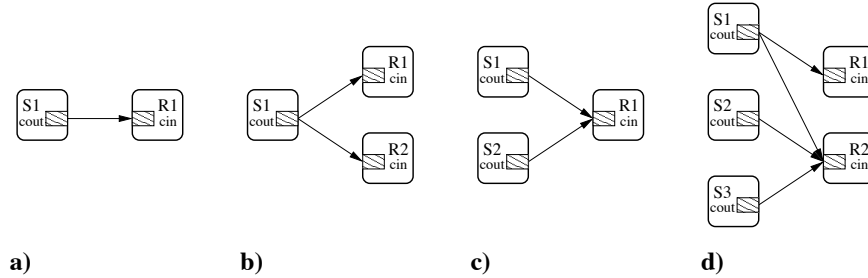 S1
cout
R1
cin
a)
S1
cout
R1
cin
R2
cin
b)
S1
cout
S2
cout
R1
cin
c)
S1
cout
S2
cout
S3
cout
R1
cin
R2
cin
d)